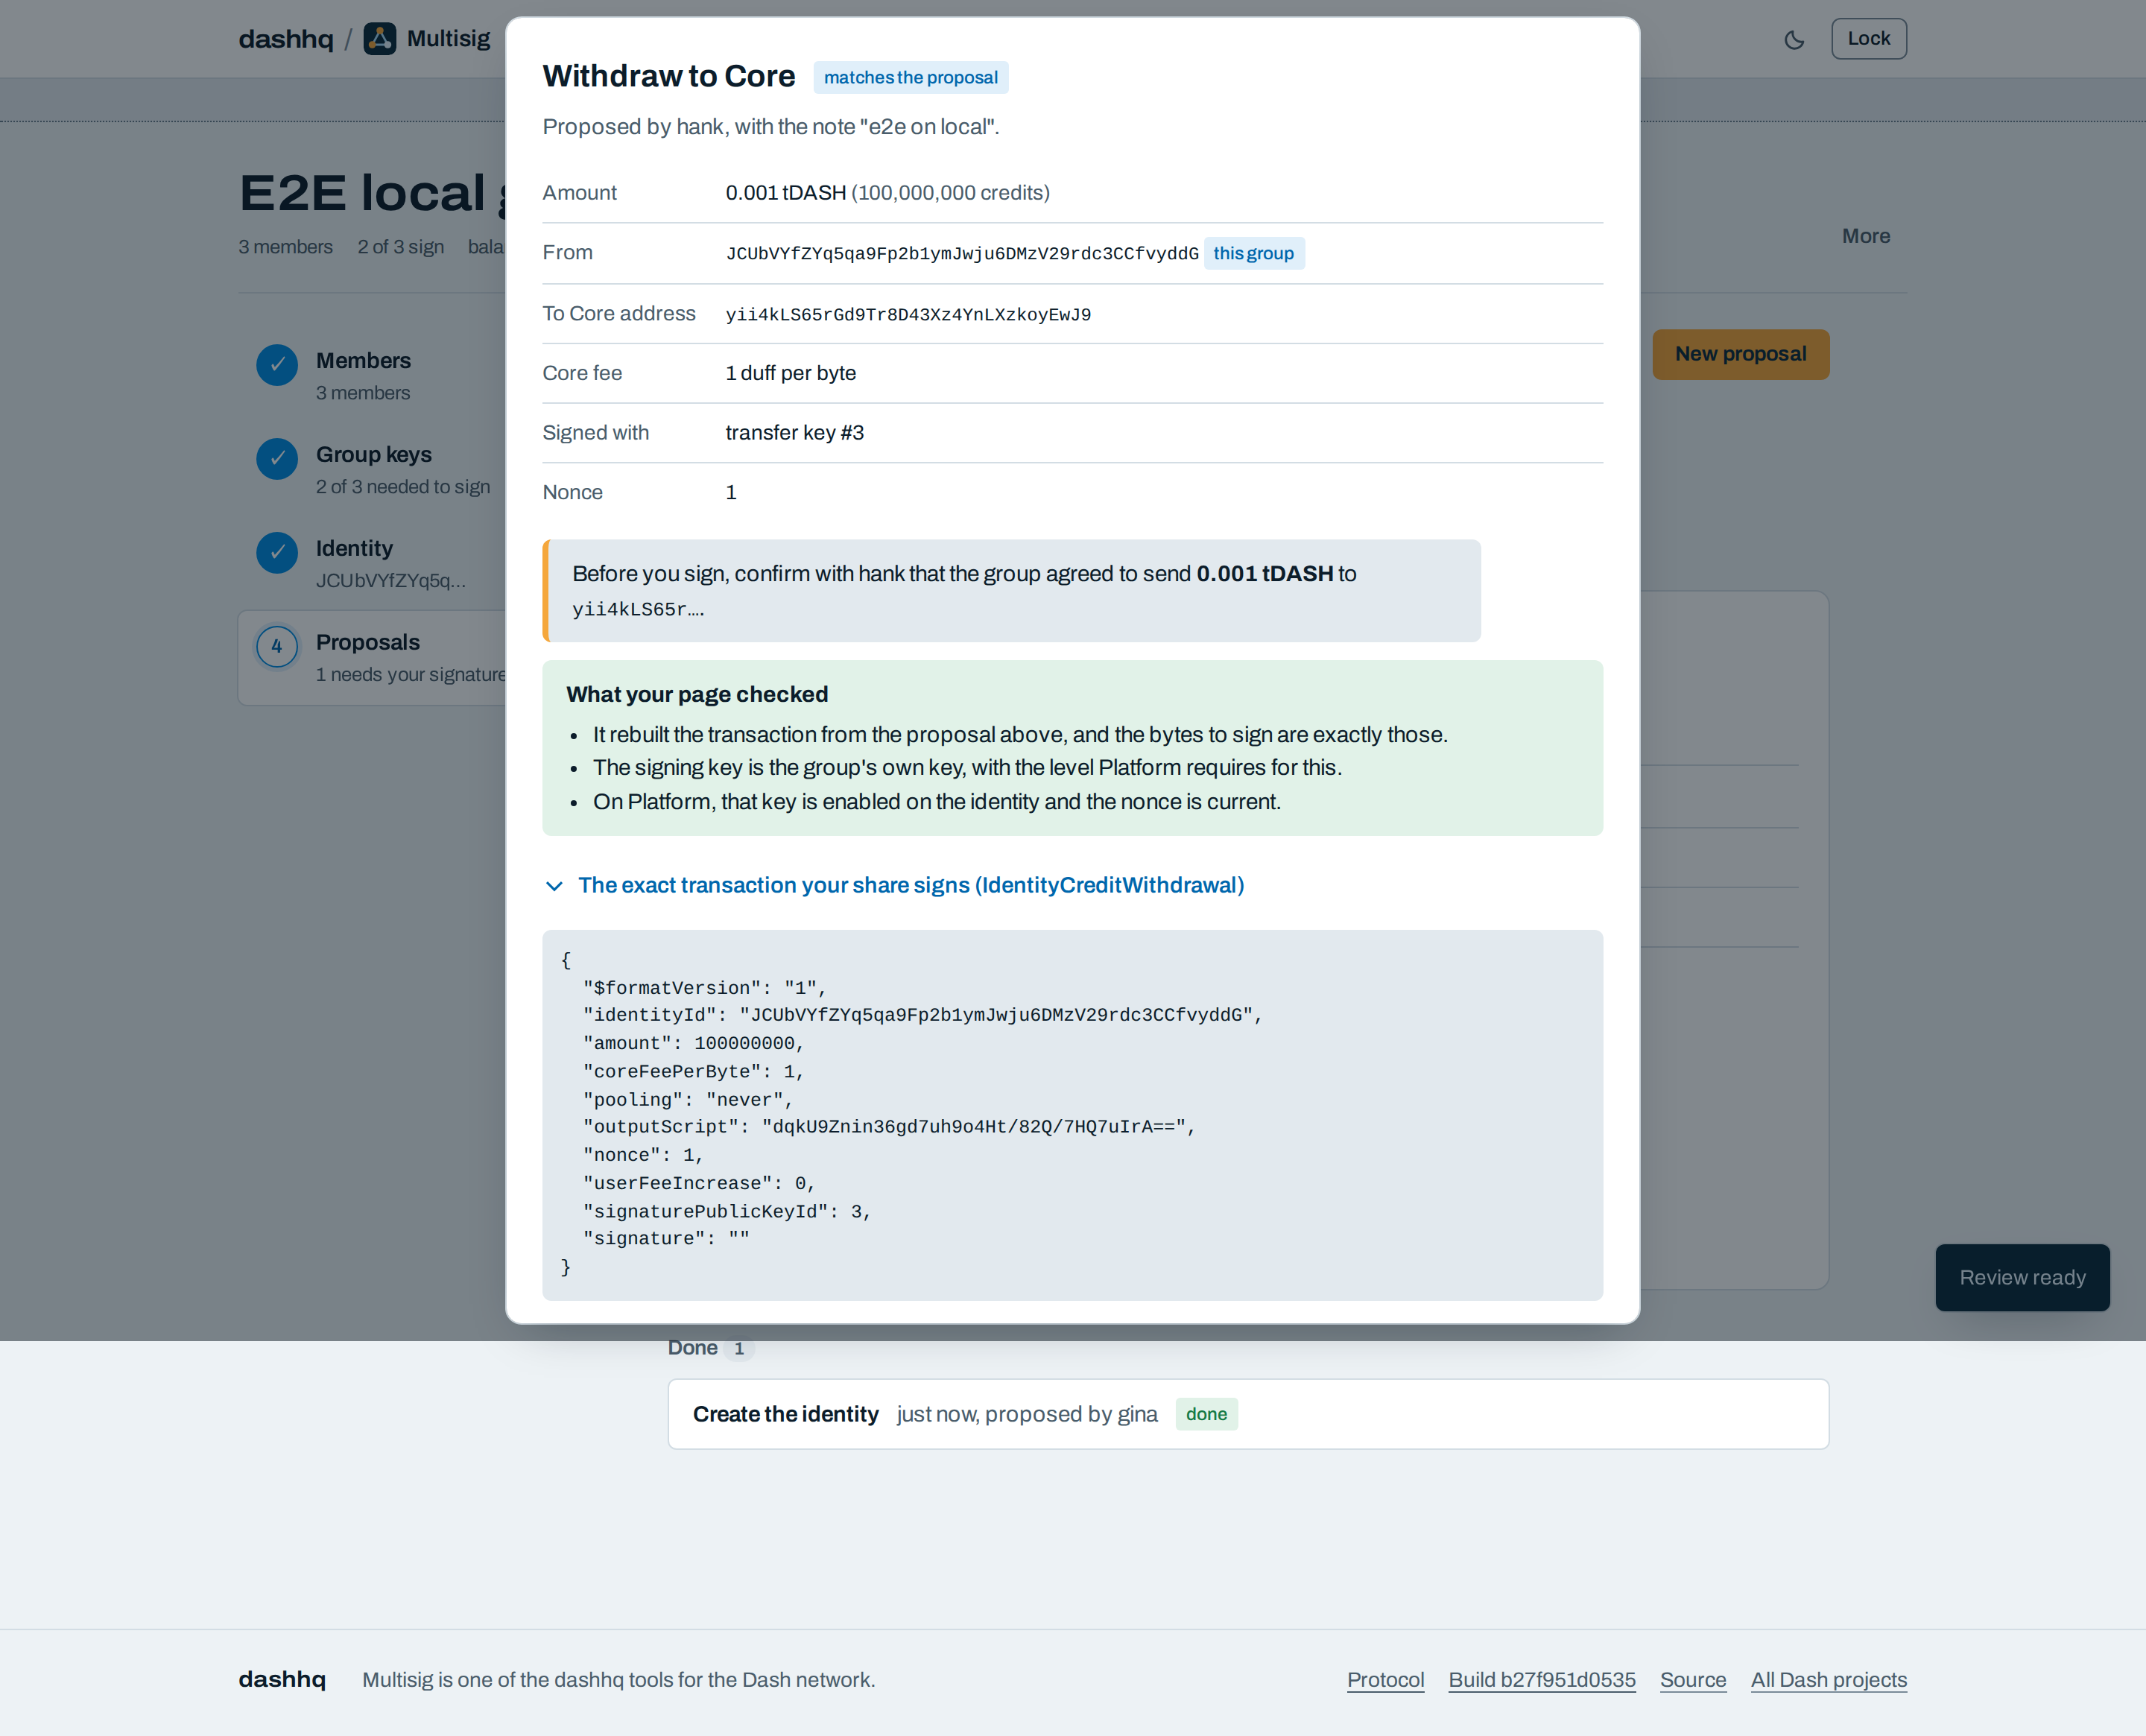 dashhq / Multisig
Lock
E2E local
3 members 2 of 3 sign
More
Members
3 members
Group keys
2 of 3 needed to sign
Identity
JCUbVYfZYq5q...
4
Proposals
1 needs your signature
New proposal
Withdraw to Core matches the proposal
Proposed by hank, with the note "e2e on local".
Amount 0.001 tDASH (100,000,000 credits)
From JCUbVYfZYq5qa9Fp2b1ymJwju6DMzV29rdc3CCfvyddG this group
To Core address yii4kLS65rGd9Tr8D43Xz4YnLXzkoyEwJ9
Core fee 1 duff per byte
Signed with transfer key #3
Nonce 1
Before you sign, confirm with hank that the group agreed to send 0.001 tDASH to
yii4kLS65r….
What your page checked
• It rebuilt the transaction from the proposal above, and the bytes to sign are exactly those.
• The signing key is the group's own key, with the level Platform requires for this.
• On Platform, that key is enabled on the identity and the nonce is current.
The exact transaction your share signs (IdentityCreditWithdrawal)
{
"$formatVersion": "1",
"identityId": "JCUbVYfZYq5qa9Fp2b1ymJwju6DMzV29rdc3CCfvyddG",
"amount": 100000000,
"coreFeePerByte": 1,
"pooling": "never",
"outputScript": "dqkU9Znin36gd7uh9o4Ht/82Q/7HQ7uIrA==",
"nonce": 1,
"userFeeIncrease": 0,
"signaturePublicKeyId": 3,
"signature": ""
}
Review ready
Done 1
Create the identity just now, proposed by gina done
dashhq Multisig is one of the dashhq tools for the Dash network.
Protocol Build b27f951d0535 Source All Dash projects